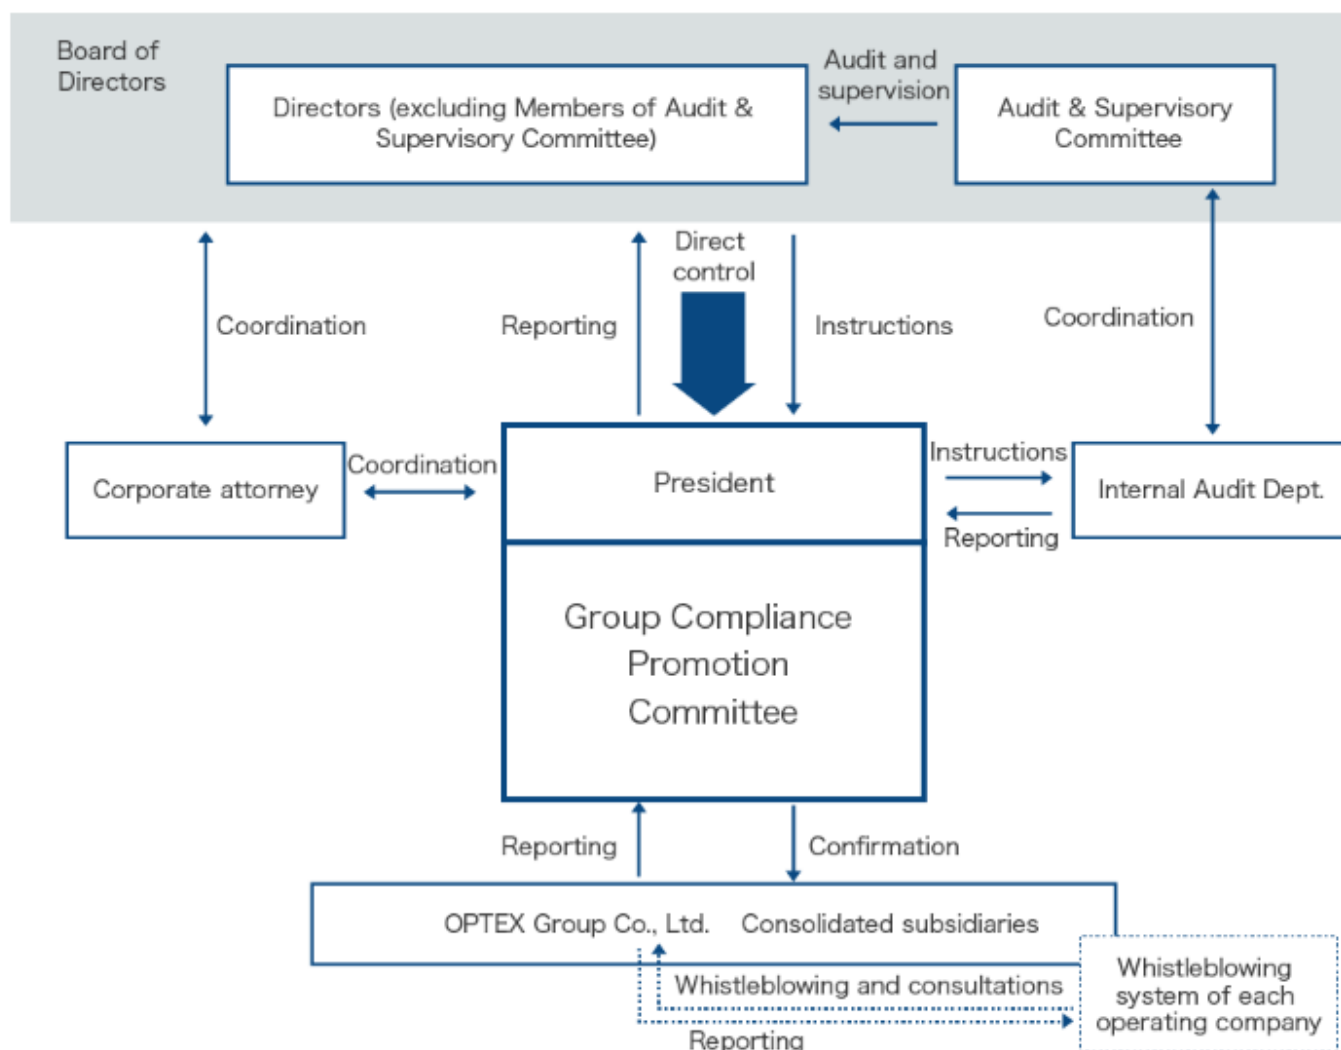 Board of
Directors
Directors (excluding Members of Audit &
Supervisory Committee)
Audit and
supervision
Audit & Supervisory
Committee
Direct
control
Coordination
Reporting
Instructions
Coordination
Corporate attorney
Coordination
President
Instructions
Reporting
Internal Audit Dept.
Group Compliance
Promotion
Committee
Reporting
Confirmation
OPTEX Group Co., Ltd. Consolidated subsidiaries
Whistleblowing and consultations
Reporting
Whistleblowing
system of each
operating company